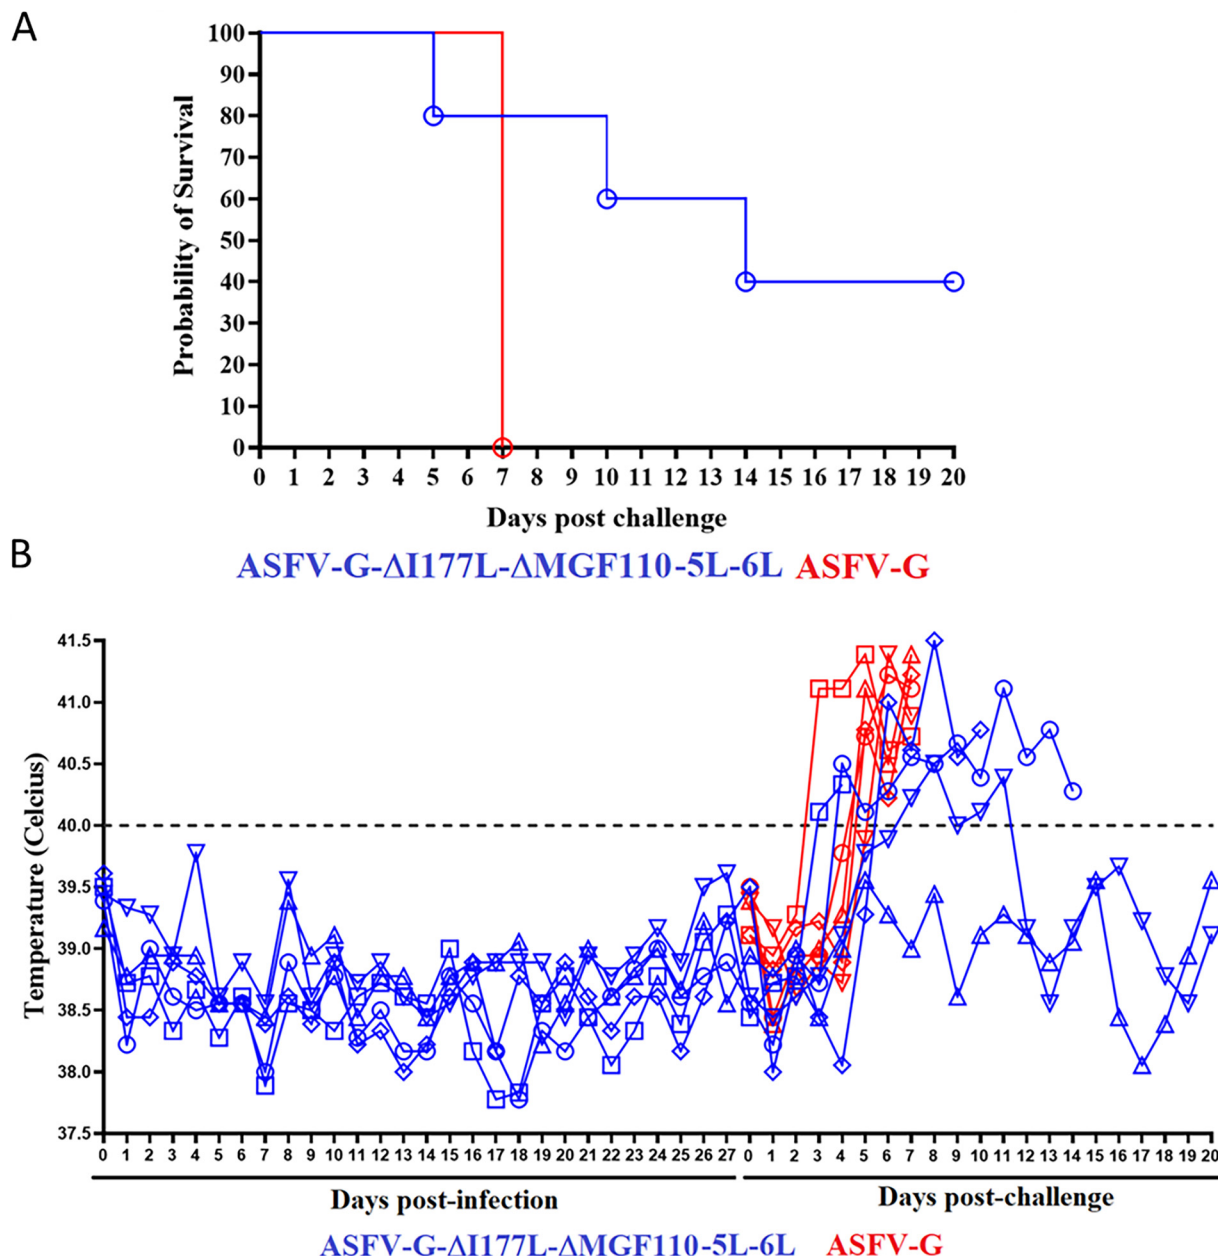 A
100
90
80
70
60
50
40
30
20
10
0
Probability of Survival
0 1 2 3 4 5 6 7 8 9 10 11 12 13 14 15 16 17 18 19 20
Days post challenge
ASFV-G-ΔI177L-ΔMGF110-5L-6L ASFV-G
B
41.5
41.0
40.5
40.0
39.5
39.0
38.5
38.0
37.5
Temperature (Celcius)
0 1 2 3 4 5 6 7 8 9 10 11 12 13 14 15 16 17 18 19 20 21 22 23 24 25 26 27 0 1 2 3 4 5 6 7 8 9 10 11 12 13 14 15 16 17 18 19 20
Days post-infection Days post-challenge
ASFV-G-ΔI177L-ΔMGF110-5L-6L ASFV-G